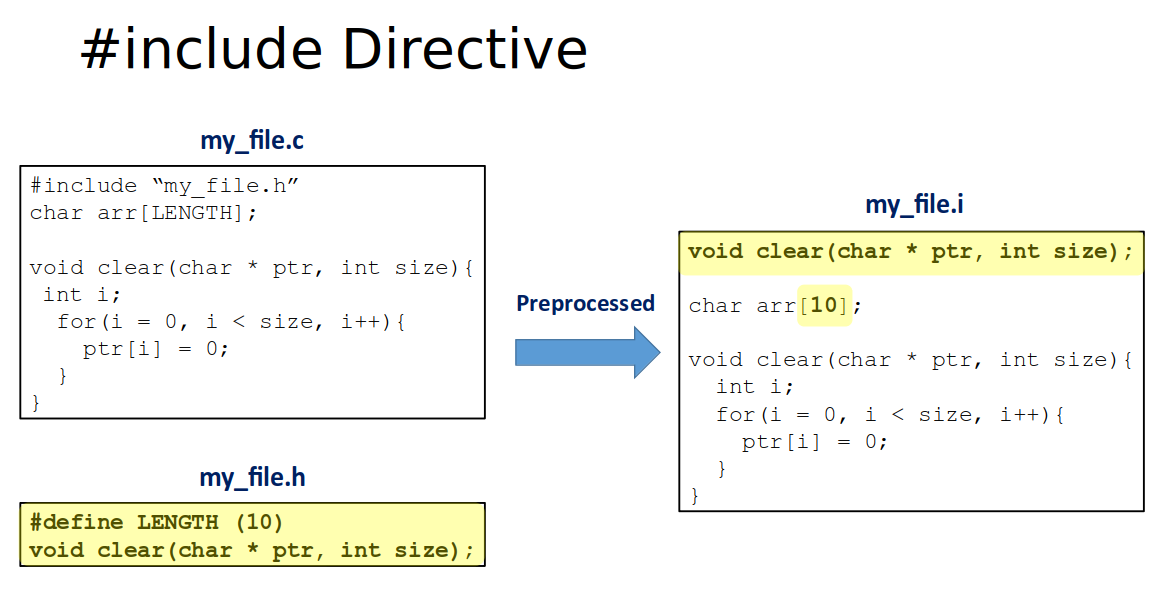 #include Directive
my_file.c
#include “my_file.h”
char arr[LENGTH];
void clear(char * ptr, int size){
int i;
for(i = 0, i < size, i++){
ptr[i] = 0;
}
}
my_file.h
#define LENGTH (10)
void clear(char * ptr, int size);
Preprocessed
my_file.i
void clear(char * ptr, int size);
char arr[10];
void clear(char * ptr, int size){
int i;
for(i = 0, i < size, i++){
ptr[i] = 0;
}
}